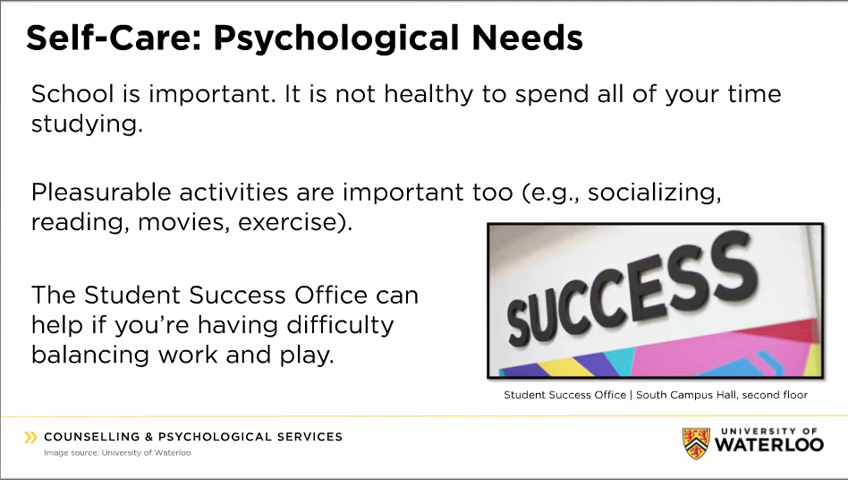 Self-Care: Psychological Needs
School is important. It is not healthy to spend all of your time
studying.
Pleasurable activities are important too (e.g., socializing,
reading, movies, exercise).
The Student Success Office can
help if you’re having difficulty
balancing work and play.
SUCCESS
Student Success Office | South Campus Hall, second floor
COUNSELLING & PSYCHOLOGICAL SERVICES
Image source: University of Waterloo
UNIVERSITY OF
WATERLOO